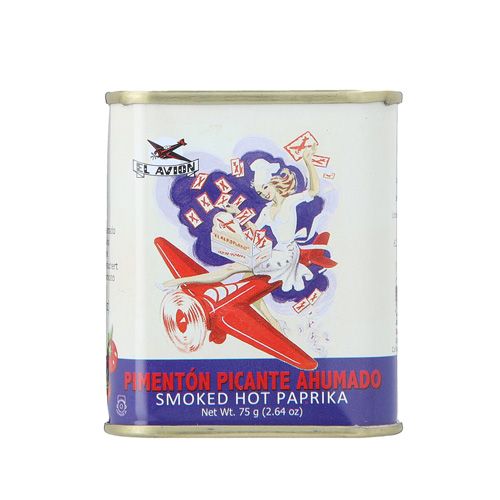 EL AVION
PIMENTÓN PICANTE AHUMADO
SMOKED HOT PAPRIKA
Net Wt. 75 g (2.64 oz)